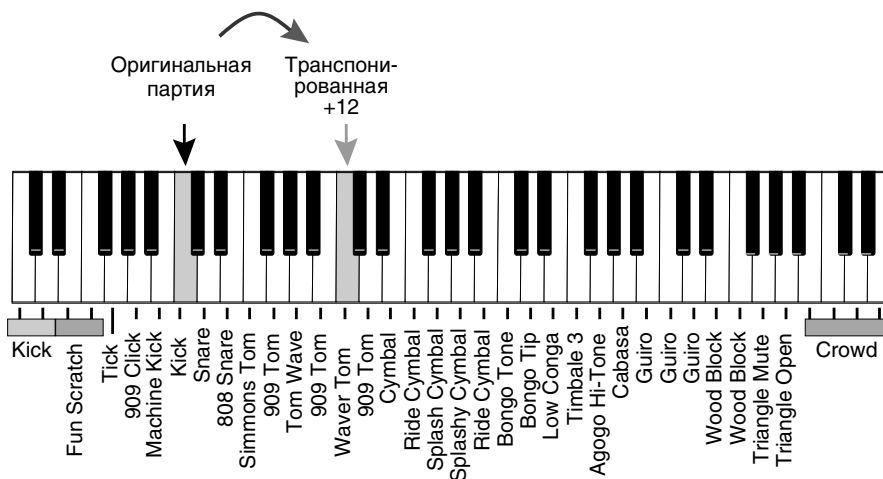 Оригинальная
партия
Транспони-
рованная
+12
Kick
Fun Scratch
Tick
909 Click
Machine Kick
Kick
Snare
808 Snare
Simmons Tom
909 Tom
Tom Wave
909 Tom
Waver Tom
909 Tom
Cymbal
Ride Cymbal
Splash Cymbal
Splashy Cymbal
Ride Cymbal
Bongo Tone
Bongo Tip
Low Conga
Timbale 3
Agogo Hi-Tone
Cabasa
Guiro
Guiro
Guiro
Wood Block
Wood Block
Triangle Mute
Triangle Open
Crowd